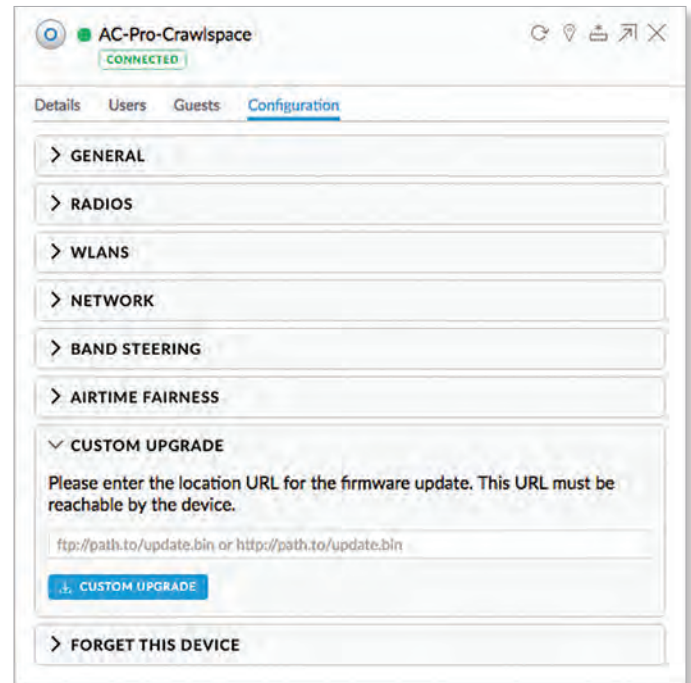 AC-Pro-Crawlspace
CONNECTED
Details Users Guests Configuration
GENERAL
RADIOS
WLANS
NETWORK
BAND STEERING
AIRTIME FAIRNESS
CUSTOM UPGRADE
Please enter the location URL for the firmware update. This URL must be
reachable by the device.
ftp://path.to/update.bin or http://path.to/update.bin
CUSTOM UPGRADE
FORGET THIS DEVICE